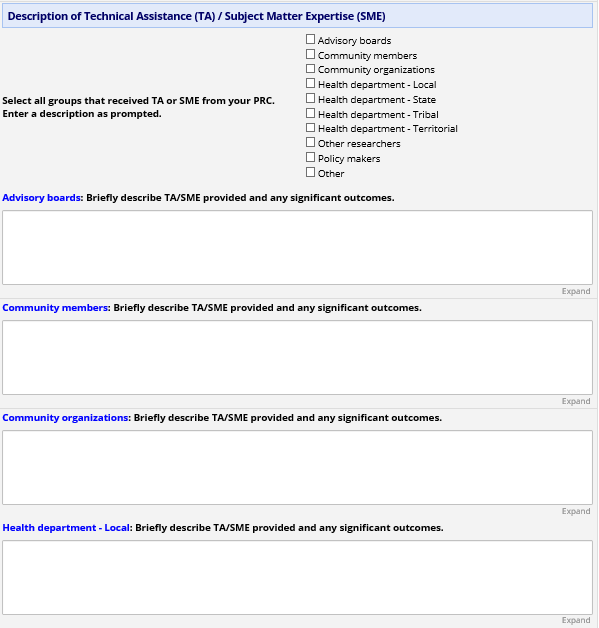 Description of Technical Assistance (TA) / Subject Matter Expertise (SME)
Select all groups that received TA or SME from your PRC.
Enter a description as prompted.
Advisory boards
Community members
Community organizations
Health department - Local
Health department - State
Health department - Tribal
Health department - Territorial
Other researchers
Policy makers
Other
Advisory boards: Briefly describe TA/SME provided and any significant outcomes.
Expand
Community members: Briefly describe TA/SME provided and any significant outcomes.
Expand
Community organizations: Briefly describe TA/SME provided and any significant outcomes.
Expand
Health department - Local: Briefly describe TA/SME provided and any significant outcomes.
Expand